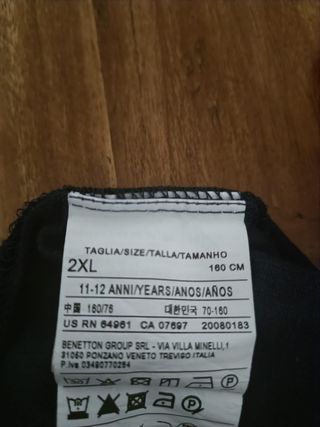 TAGLIA/SIZE/TALLA/TAMANHO
2XL 160 CM
11-12 ANNI/YEARS/ANOS/AÑOS
中国 160/76 대한민국 70-160
US RN 64961 CA 07697 20080183
BENETTON GROUP SRL - VIA VILLA MINELLI,1
31050 PONZANO VENETO TREVISO ITALIA
P.Iva 03490770264